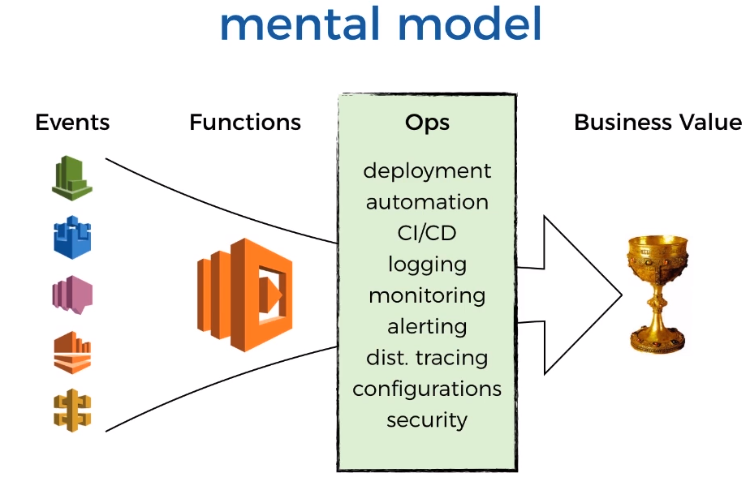 mental model
Events
Functions
Ops
Business Value
deployment
automation
CI/CD
logging
monitoring
alerting
dist. tracing
configurations
security